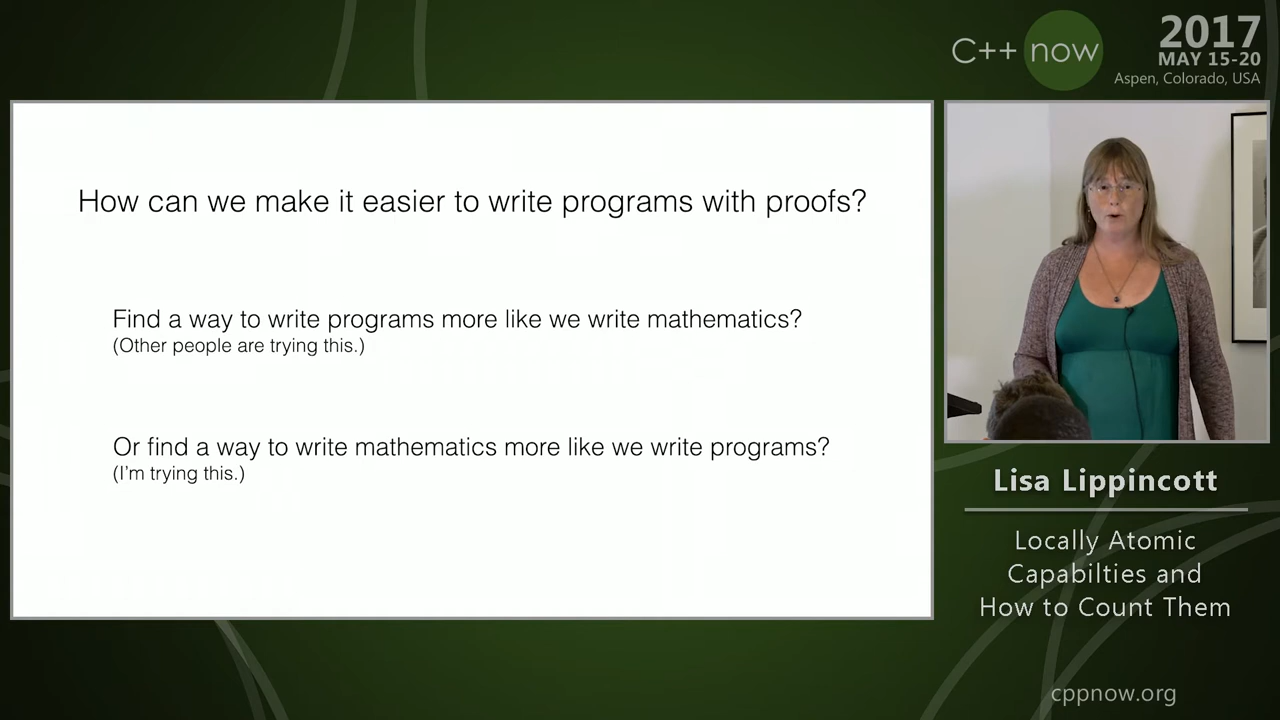 C++ now
2017
MAY 15-20
Aspen, Colorado, USA
How can we make it easier to write programs with proofs?
Find a way to write programs more like we write mathematics?
(Other people are trying this.)
Or find a way to write mathematics more like we write programs?
(I'm trying this.)
Lisa Lippincott
Locally Atomic
Capabilties and
How to Count Them
cppnow.org